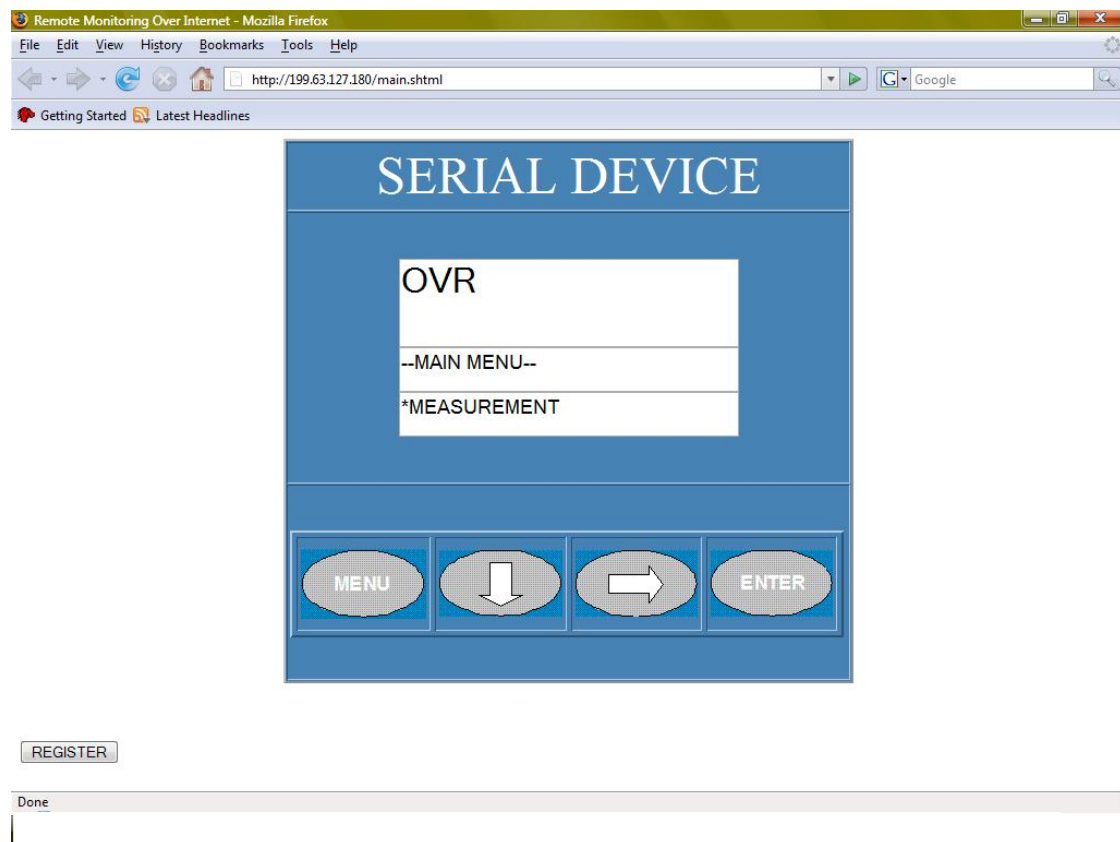 Remote Monitoring Over Internet - Mozilla Firefox
File Edit View History Bookmarks Tools Help
http://199.63.127.180/main.shtml G Google
Getting Started Latest Headlines
SERIAL DEVICE
OVR
--MAIN MENU--
*MEASUREMENT
MENU ENTER
REGISTER
Done